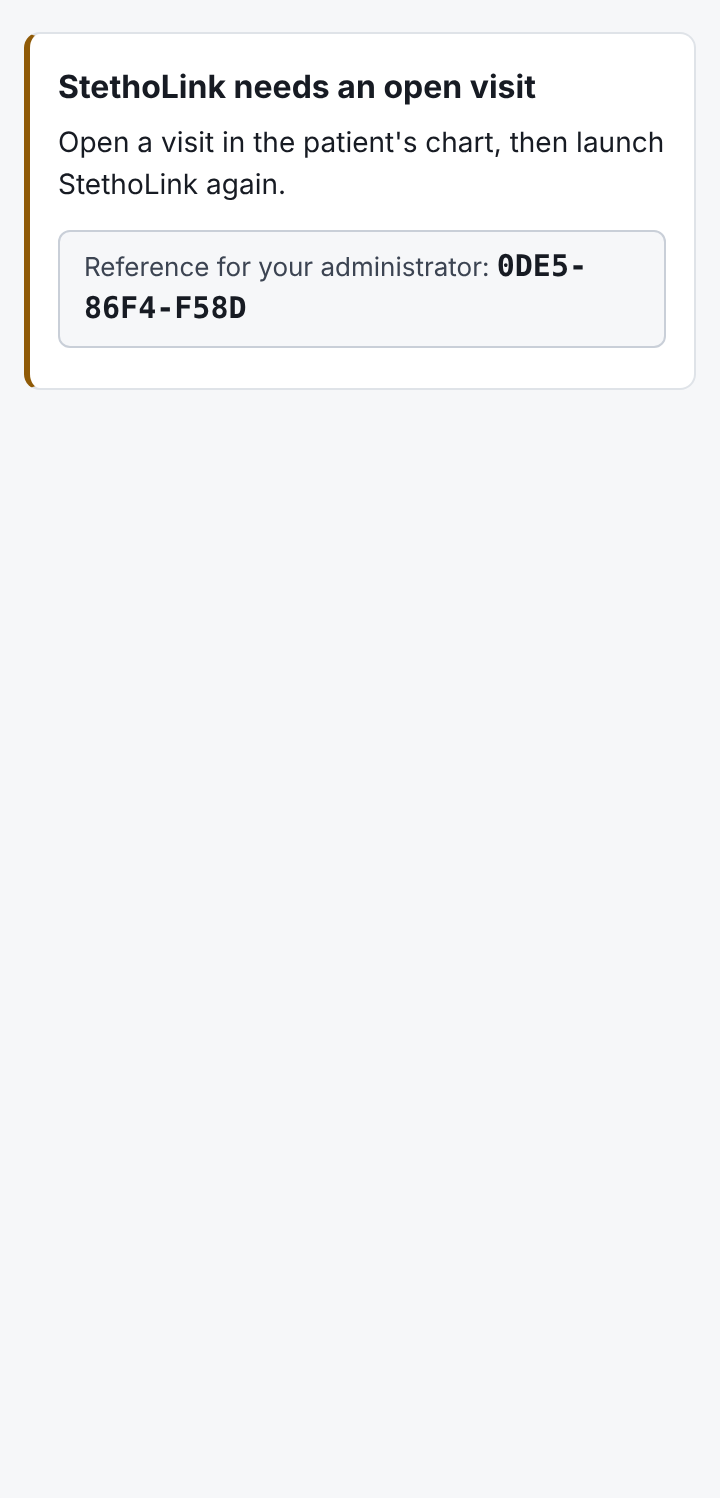 StethoLink needs an open visit
Open a visit in the patient's chart, then launch
StethoLink again.
Reference for your administrator: 0DE5-
86F4-F58D